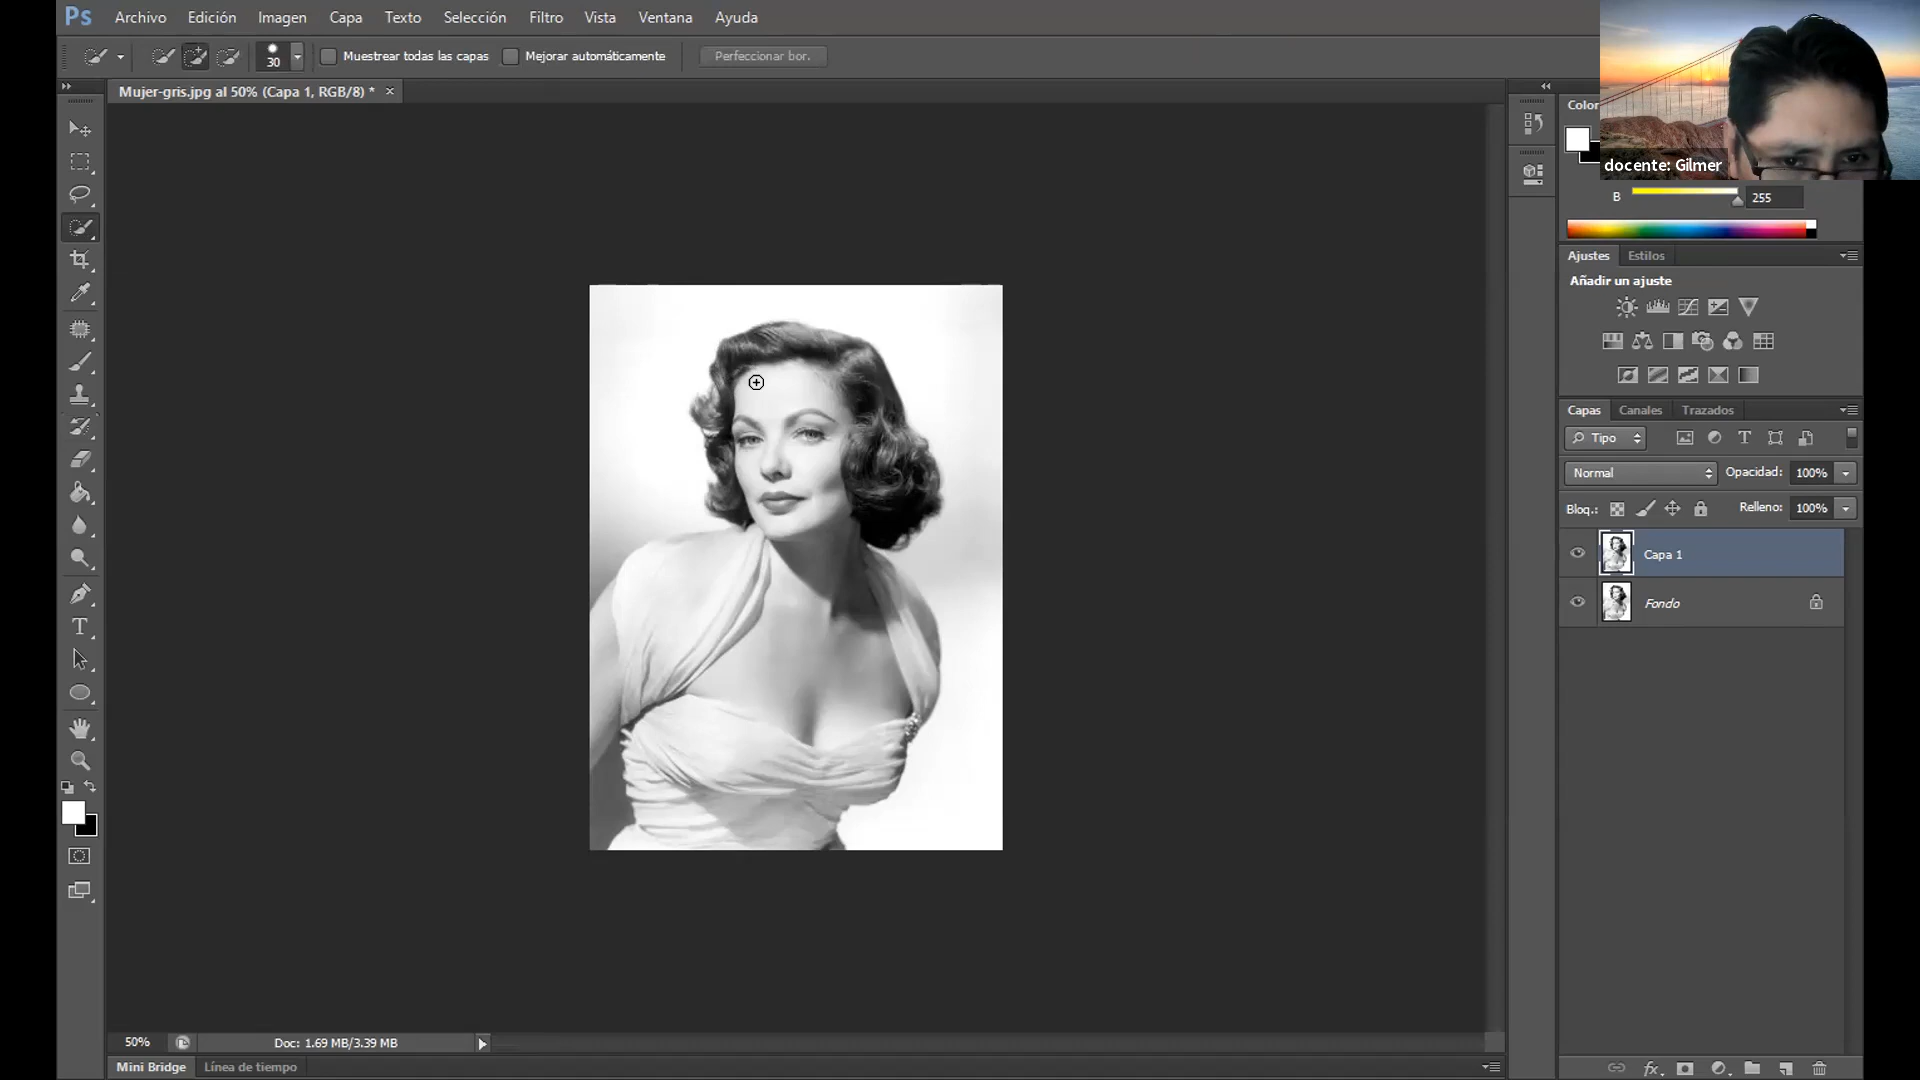 Ps Archivo Edición Imagen Capa Texto Selección Filtro Vista Ventana Ayuda
30 Muestrear todas las capas Mejorar automáticamente Perfeccionar bor.
Mujer-gris.jpg al 50% (Capa 1, RGB/8) * ×
Color
docente: Gilmer
B 255
Ajustes Estilos
Añadir un ajuste
Capas Canales Trazados
Tipo
Normal Opacidad: 100%
Bloq.: Relleno: 100%
Capa 1
Fondo
50% Doc: 1.69 MB/3.39 MB
Mini Bridge Línea de tiempo